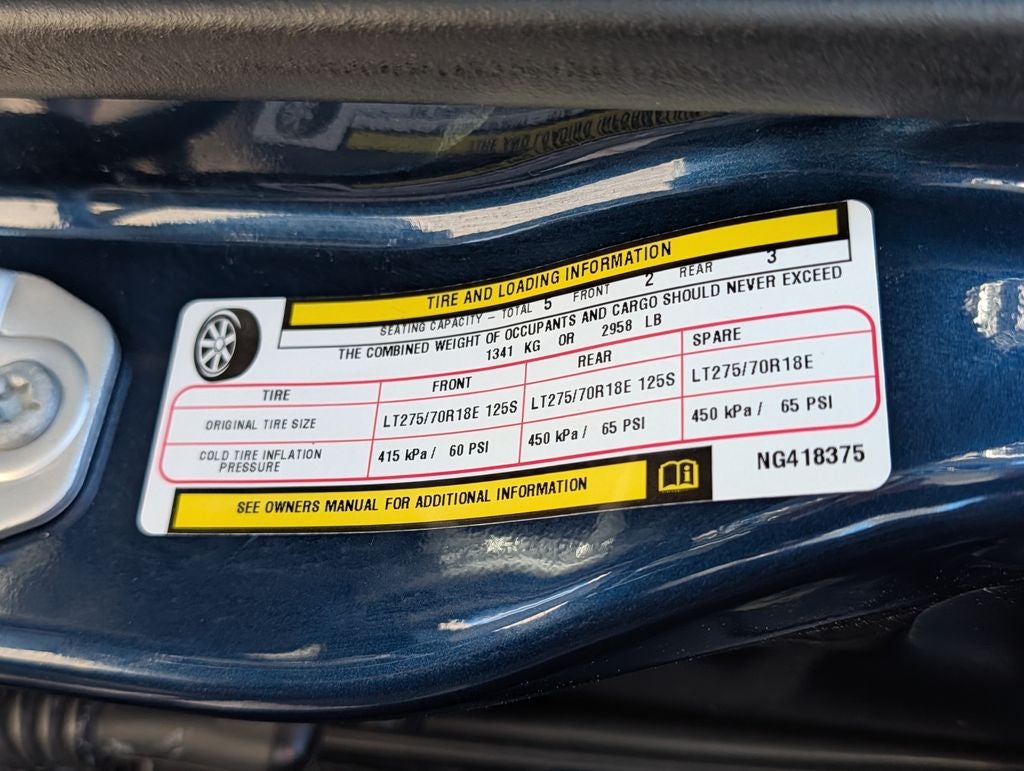 TIRE AND LOADING INFORMATION
SEATING CAPACITY - TOTAL 5 FRONT 2 REAR 3
THE COMBINED WEIGHT OF OCCUPANTS AND CARGO SHOULD NEVER EXCEED
1341 KG OR 2958 LB
TIRE FRONT REAR SPARE
ORIGINAL TIRE SIZE LT275/70R18E 125S LT275/70R18E 125S LT275/70R18E
COLD TIRE INFLATION PRESSURE 415 kPa / 60 PSI 450 kPa / 65 PSI 450 kPa / 65 PSI
SEE OWNERS MANUAL FOR ADDITIONAL INFORMATION
NG418375